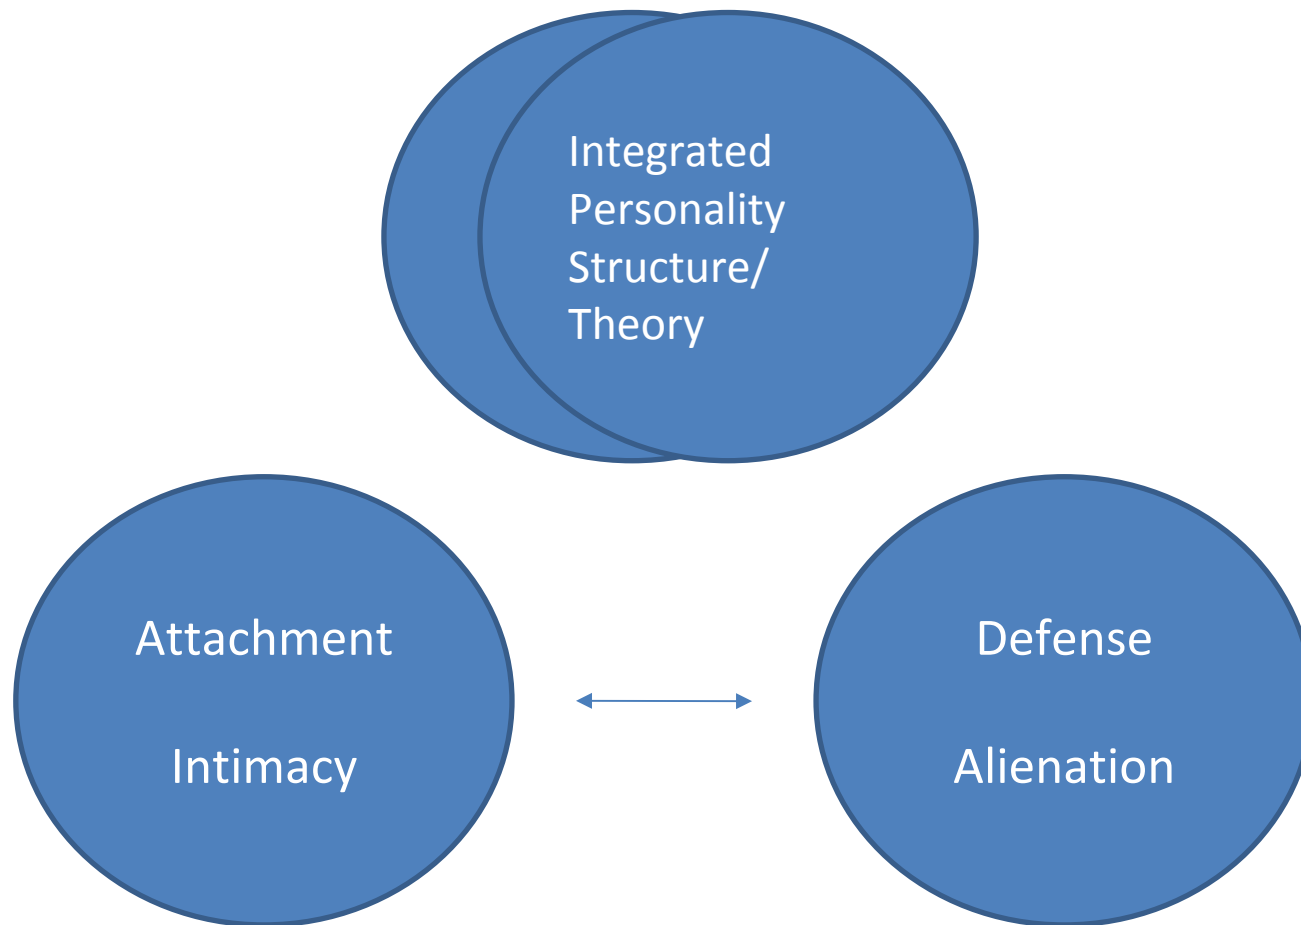 Integrated
Personality
Structure/
Theory
Attachment
Intimacy
Defense
Alienation